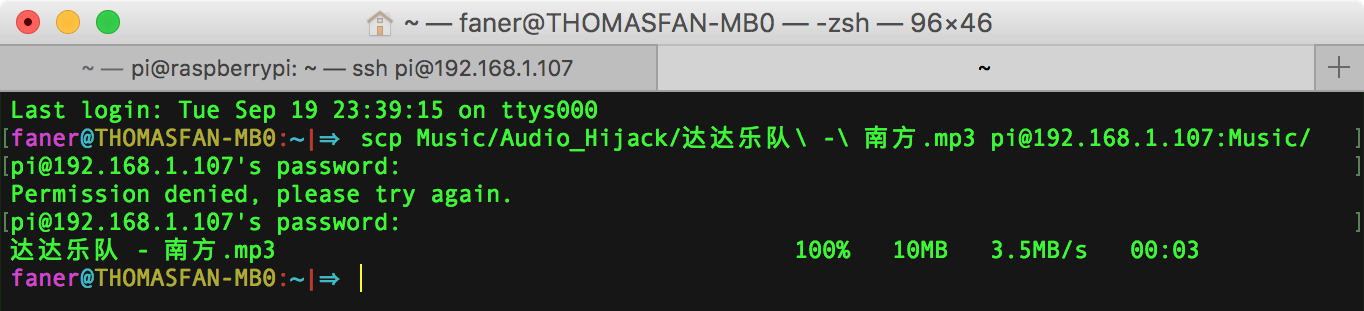 ~ — faner@THOMASFAN-MB0 — -zsh — 96×46
~ — pi@raspberrypi: ~ — ssh pi@192.168.1.107 ~
Last login: Tue Sep 19 23:39:15 on ttys000
[faner@THOMASFAN-MB0:~|⇒ scp Music/Audio_Hijack/达达乐队\ -\ 南方.mp3 pi@192.168.1.107:Music/ ]
[pi@192.168.1.107's password: ]
Permission denied, please try again.
[pi@192.168.1.107's password: ]
达达乐队 - 南方.mp3 100% 10MB 3.5MB/s 00:03
faner@THOMASFAN-MB0:~|⇒